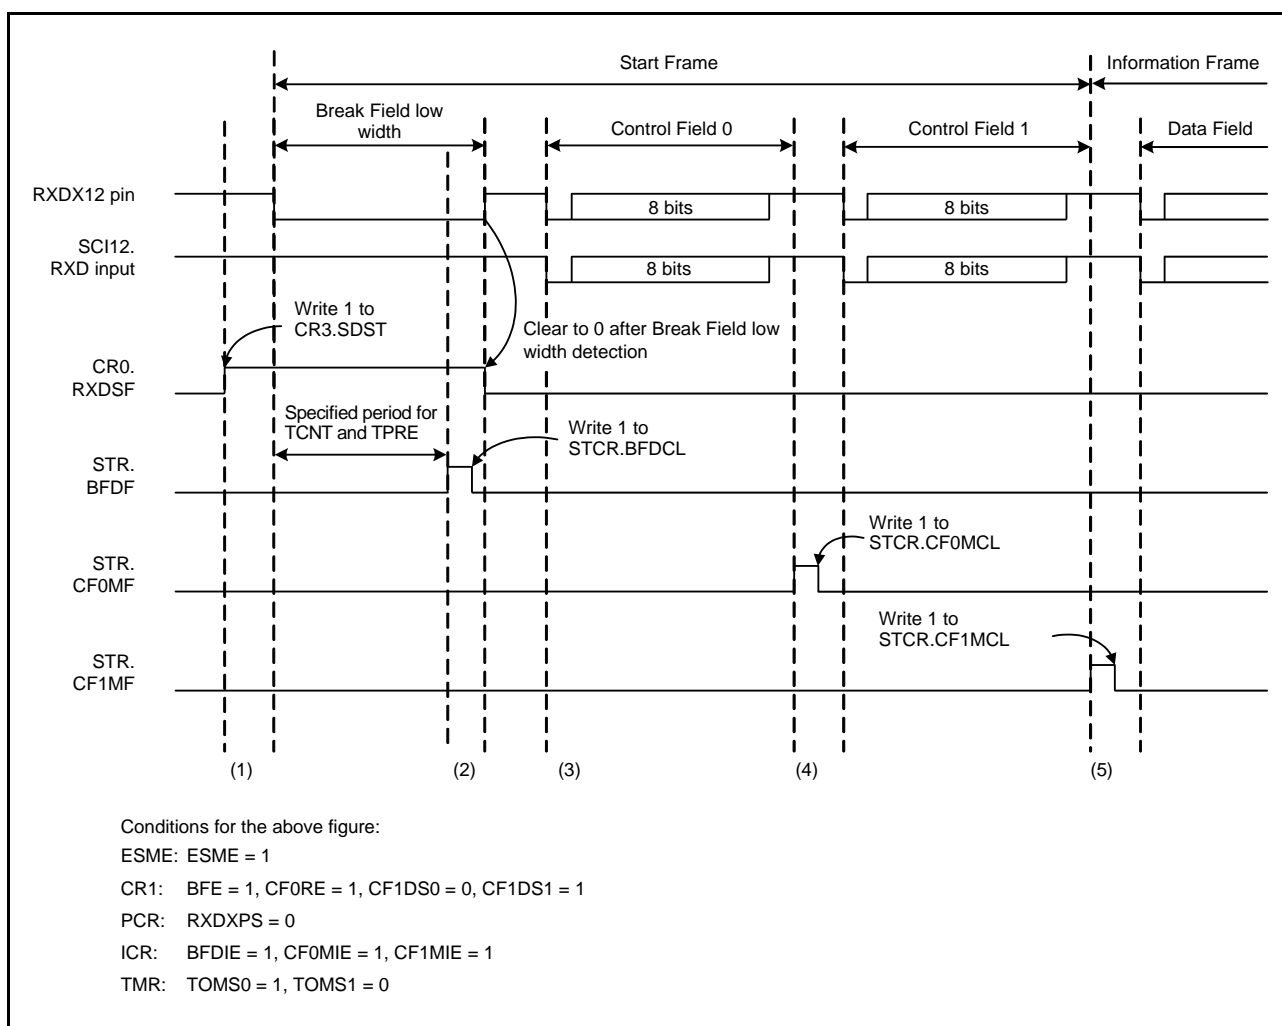 Start Frame
Information Frame
Break Field low
width
Control Field 0
Control Field 1
Data Field
RXDX12 pin
8 bits
8 bits
SCI12.
RXD input
8 bits
8 bits
Write 1 to
CR3.SDST
Clear to 0 after Break Field low
width detection
CR0.
RXDSF
Specified period for
TCNT and TPRE
Write 1 to
STCR.BFDCL
STR.
BFDF
Write 1 to
STCR.CF0MCL
STR.
CF0MF
Write 1 to
STCR.CF1MCL
STR.
CF1MF
(1)
(2)
(3)
(4)
(5)
Conditions for the above figure:
ESME: ESME = 1
CR1: BFE = 1, CF0RE = 1, CF1DS0 = 0, CF1DS1 = 1
PCR: RXDXPS = 0
ICR: BFDIE = 1, CF0MIE = 1, CF1MIE = 1
TMR: TOMS0 = 1, TOMS1 = 0